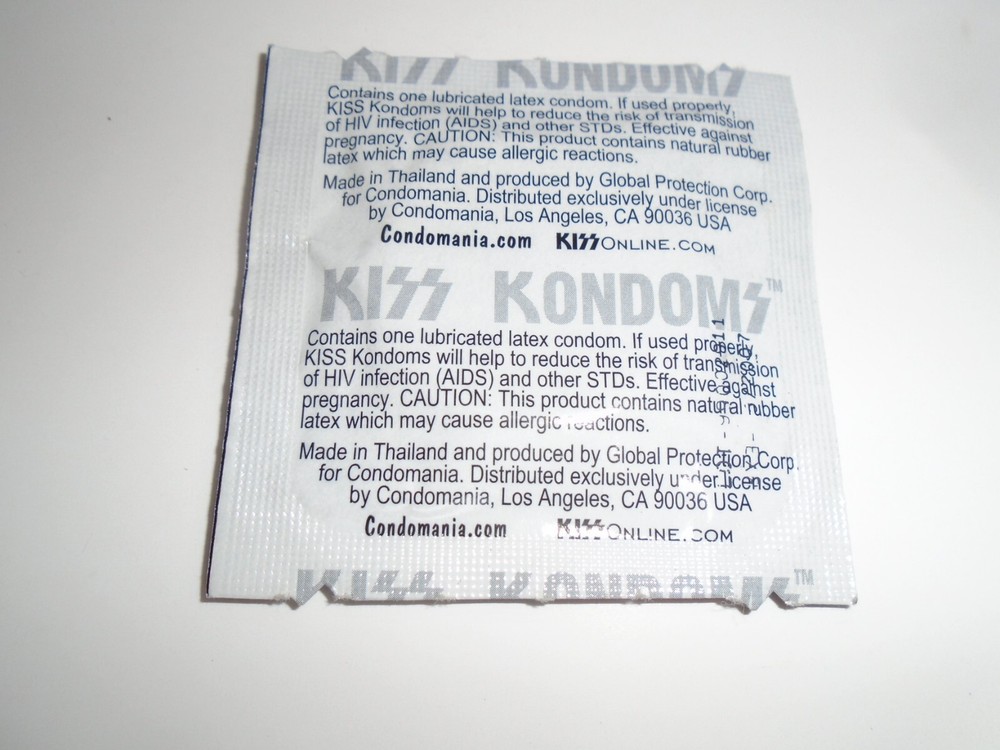 KISS KONDOMS
Contains one lubricated latex condom. If used properly,
KISS Kondoms will help to reduce the risk of transmission
of HIV infection (AIDS) and other STDs. Effective against
pregnancy. CAUTION: This product contains natural rubber
latex which may cause allergic reactions.
Made in Thailand and produced by Global Protection Corp.
for Condomania. Distributed exclusively under license
by Condomania, Los Angeles, CA 90036 USA
Condomania.com KISSONLINE.COM
KISS KONDOMS™
Contains one lubricated latex condom. If used properly,
KISS Kondoms will help to reduce the risk of transmission
of HIV infection (AIDS) and other STDs. Effective against
pregnancy. CAUTION: This product contains natural rubber
latex which may cause allergic reactions.
Made in Thailand and produced by Global Protection Corp.
for Condomania. Distributed exclusively under license
by Condomania, Los Angeles, CA 90036 USA
Condomania.com KISSONLINE.COM
KISS KONDOMS™